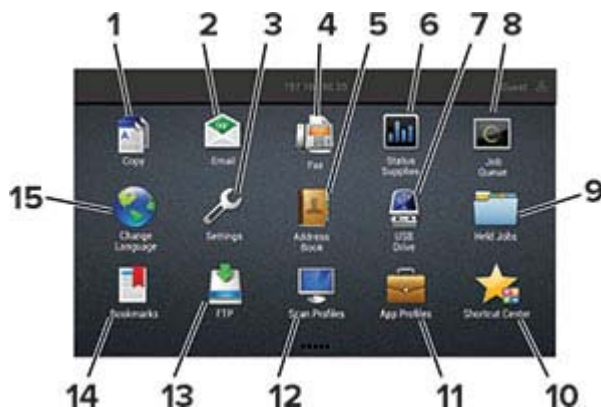 1 2 3 4 5 6 7 8
Guest
Copy Email Fax Status Supplies Job Queue
15 9
Change Language Settings Address Book USB Drive Held Jobs
Bookmarks FTP Scan Profiles App Profiles Shortcut Center
14 13 12 11 10